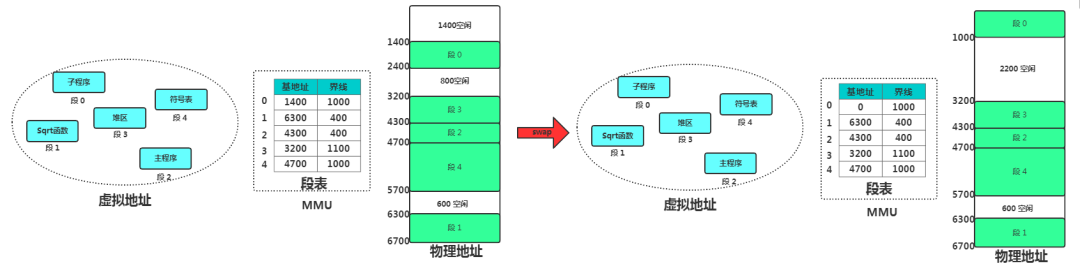 子程序
段 0
符号表
段 4
堆区
段 3
Sqrt函数
段 1
主程序
段 2
虚拟地址
基地址 界线
0 1400 1000
1 6300 400
2 4300 400
3 3200 1100
4 4700 1000
段表
MMU
1400空闲
1400
段 0
2400
800空闲
3200
段 3
4300
段 2
4700
段 4
5700
600 空闲
6300
段 1
6700
物理地址
swap
子程序
段 0
符号表
段 4
堆区
段 3
Sqrt函数
段 1
主程序
段 2
虚拟地址
基地址 界线
0 0 1000
1 6300 400
2 4300 400
3 3200 1100
4 4700 1000
段表
MMU
段 0
1000
2200 空闲
3200
段 3
4300
段 2
4700
段 4
5700
600 空闲
6300
段 1
6700
物理地址